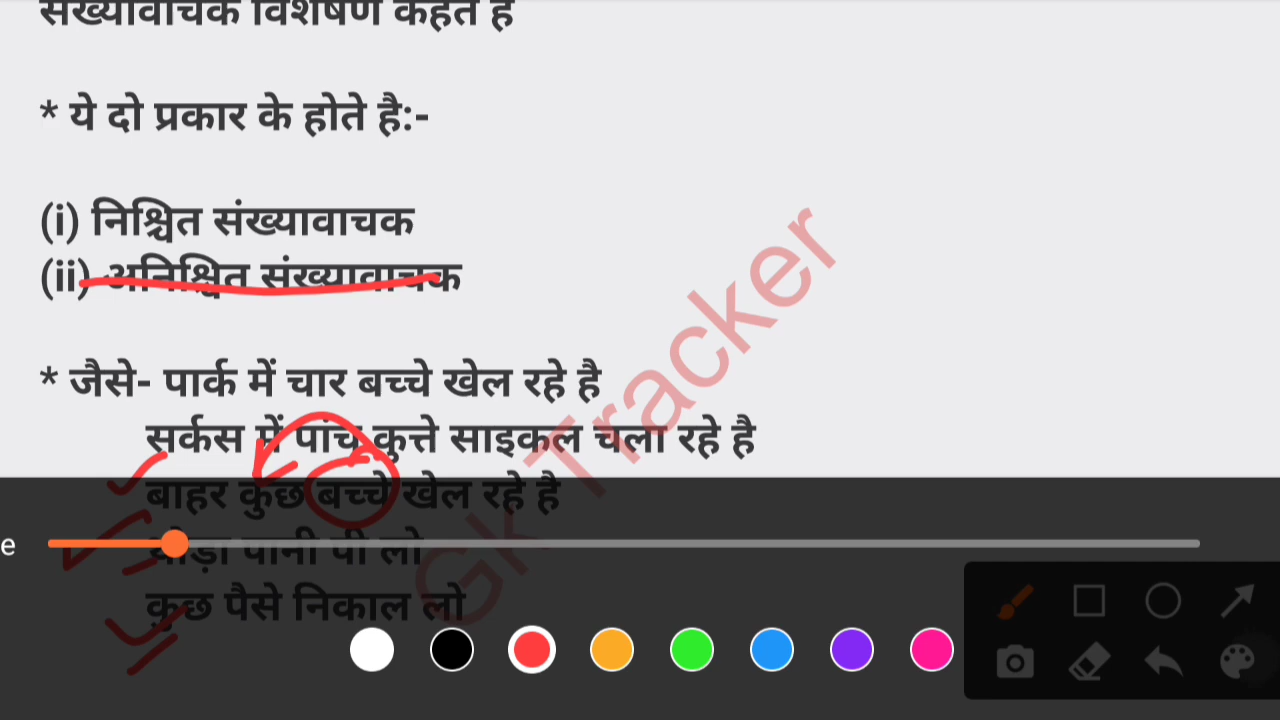 संख्यावाचक विशेषण कहते है
* ये दो प्रकार के होते है:-
(i) निश्चित संख्यावाचक
(ii) अनिश्चित संख्यावाचक
* जैसे- पार्क में चार बच्चे खेल रहे है
सर्कस में पांच कुत्ते साइकल चला रहे है
बाहर कुछ बच्चे खेल रहे है
थोड़ा पानी पी लो
कुछ पैसे निकाल लो
Gk Tracker
e